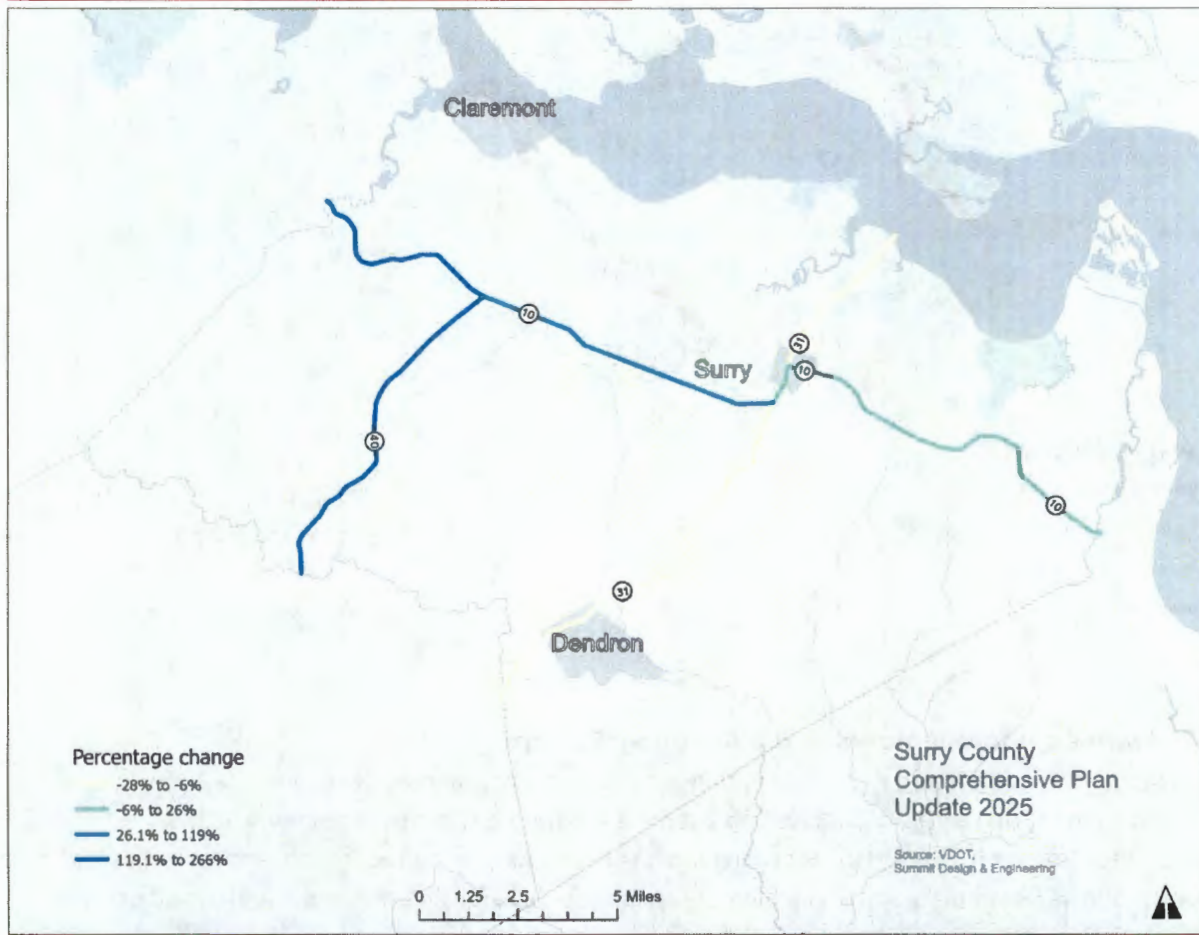 Claremont
10
31
Surry
10
40
10
31
Dendron
Percentage change
-28% to -6%
-6% to 26%
26.1% to 119%
119.1% to 266%
Surry County
Comprehensive Plan
Update 2025
Source: VDOT,
Summit Design & Engineering
0 1.25 2.5 5 Miles